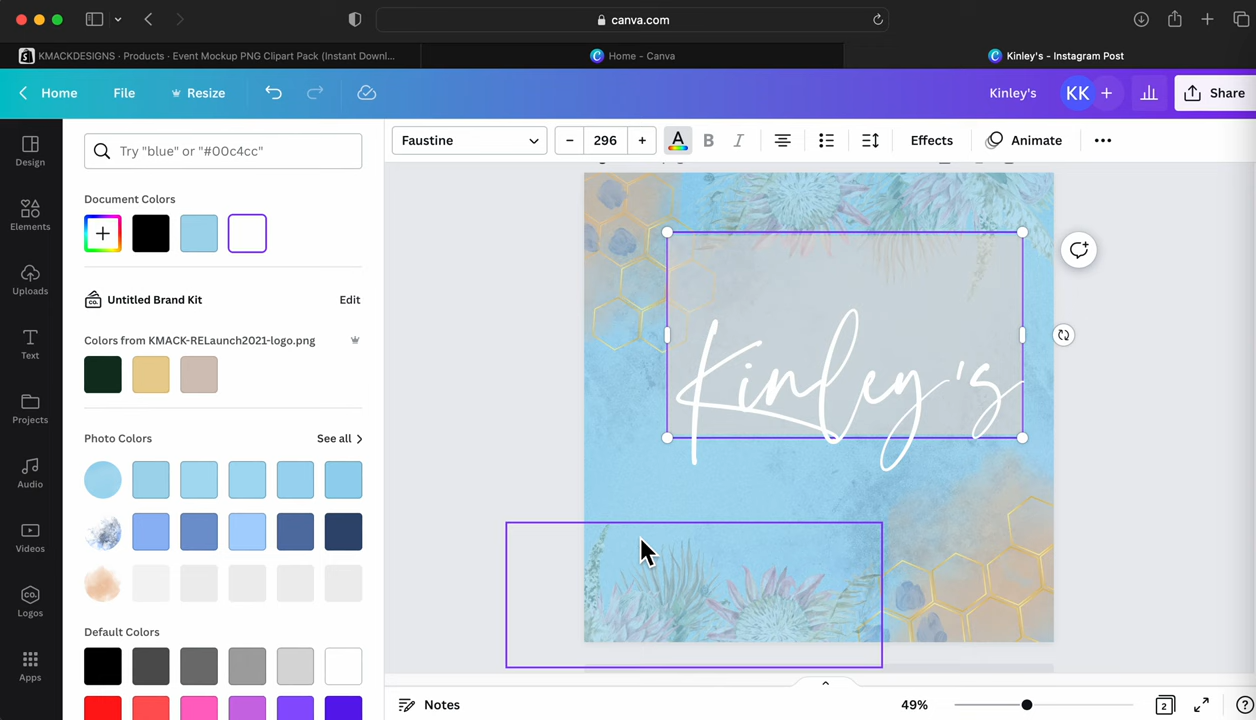 canva.com
KMACKDESIGNS · Products · Event Mockup PNG Clipart Pack (Instant Downl...
Home - Canva
Kinley's - Instagram Post
Home
File
Resize
Kinley's
KK
Share
Design
Elements
Uploads
Text
Projects
Audio
Videos
CO.
Logos
Apps
Try "blue" or "#00c4cc"
Document Colors
CO.
Untitled Brand Kit
Edit
Colors from KMACK-RELaunch2021-logo.png
Photo Colors
See all
Default Colors
Faustine
– 296 +
A
B
I
Effects
Animate
Kinley's
Notes
49%
2
?